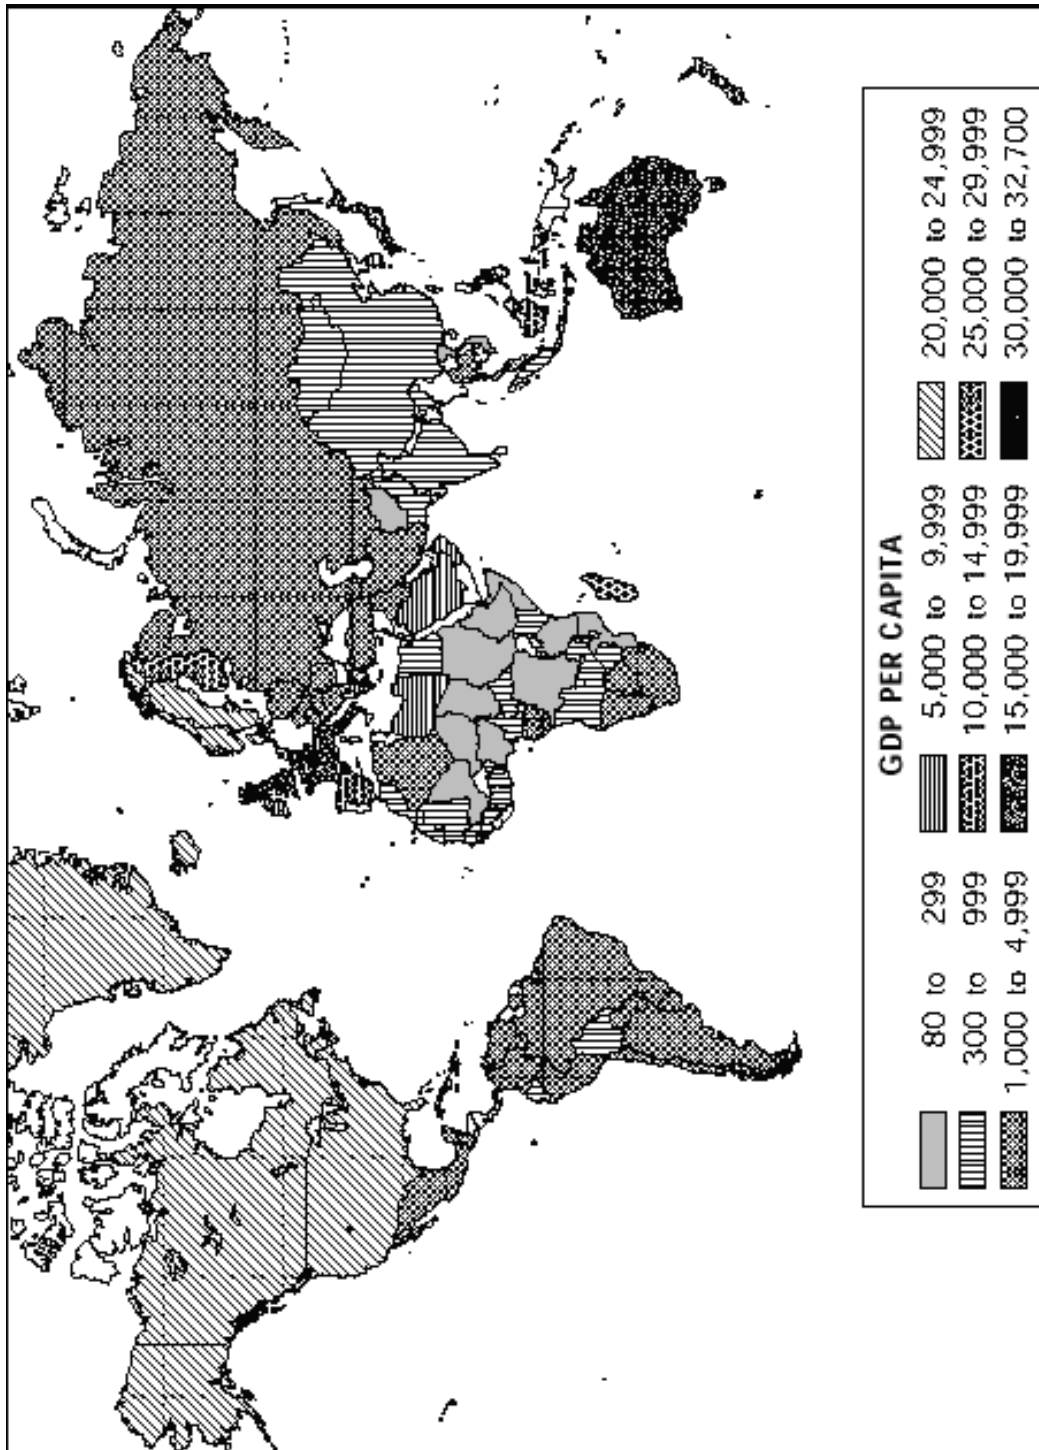 GDP PER CAPITA
80 to 299 5,000 to 9,999 20,000 to 24,999
300 to 999 10,000 to 14,999 25,000 to 29,999
1,000 to 4,999 15,000 to 19,999 30,000 to 32,700